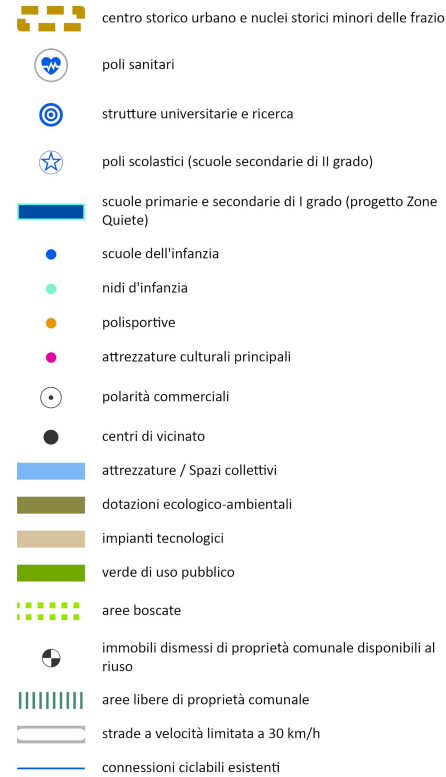 centro storico urbano e nuclei storici minori delle frazio
poli sanitari
strutture universitarie e ricerca
poli scolastici (scuole secondarie di II grado)
scuole primarie e secondarie di I grado (progetto Zone
Quiete)
scuole dell'infanzia
nidi d'infanzia
polisportive
attrezzature culturali principali
polarità commerciali
centri di vicinato
attrezzature / Spazi collettivi
dotazioni ecologico-ambientali
impianti tecnologici
verde di uso pubblico
aree boscate
immobili dismessi di proprietà comunale disponibili al
riuso
aree libere di proprietà comunale
strade a velocità limitata a 30 km/h
connessioni ciclabili esistenti